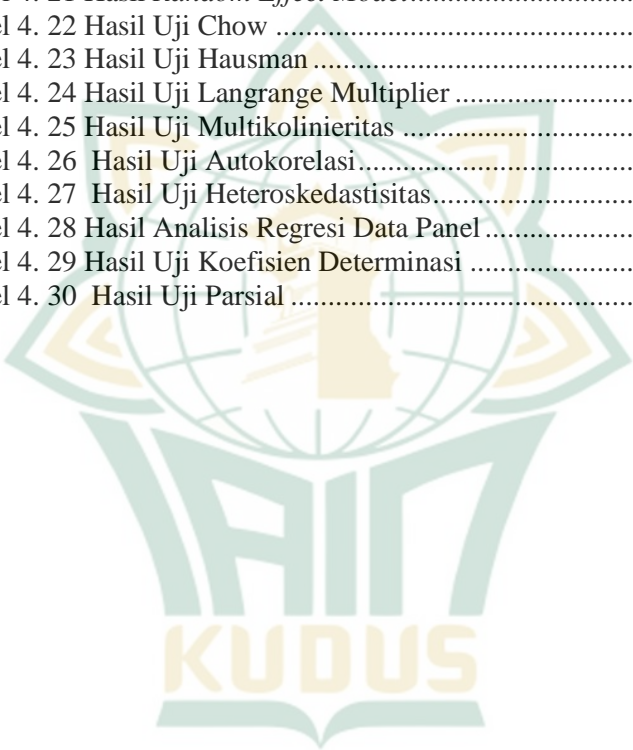 4. 21 Hasil Random Effect Model..............................
el 4. 22 Hasil Uji Chow ..................................................
el 4. 23 Hasil Uji Hausman .............................................
el 4. 24 Hasil Uji Langrange Multiplier .........................
el 4. 25 Hasil Uji Multikolinieritas .................................
el 4. 26  Hasil Uji Autokorelasi.......................................
el 4. 27  Hasil Uji Heteroskedastisitas............................
el 4. 28 Hasil Analisis Regresi Data Panel .....................
el 4. 29 Hasil Uji Koefisien Determinasi .......................
el 4. 30  Hasil Uji Parsial ................................................
IAIN
KUDUS